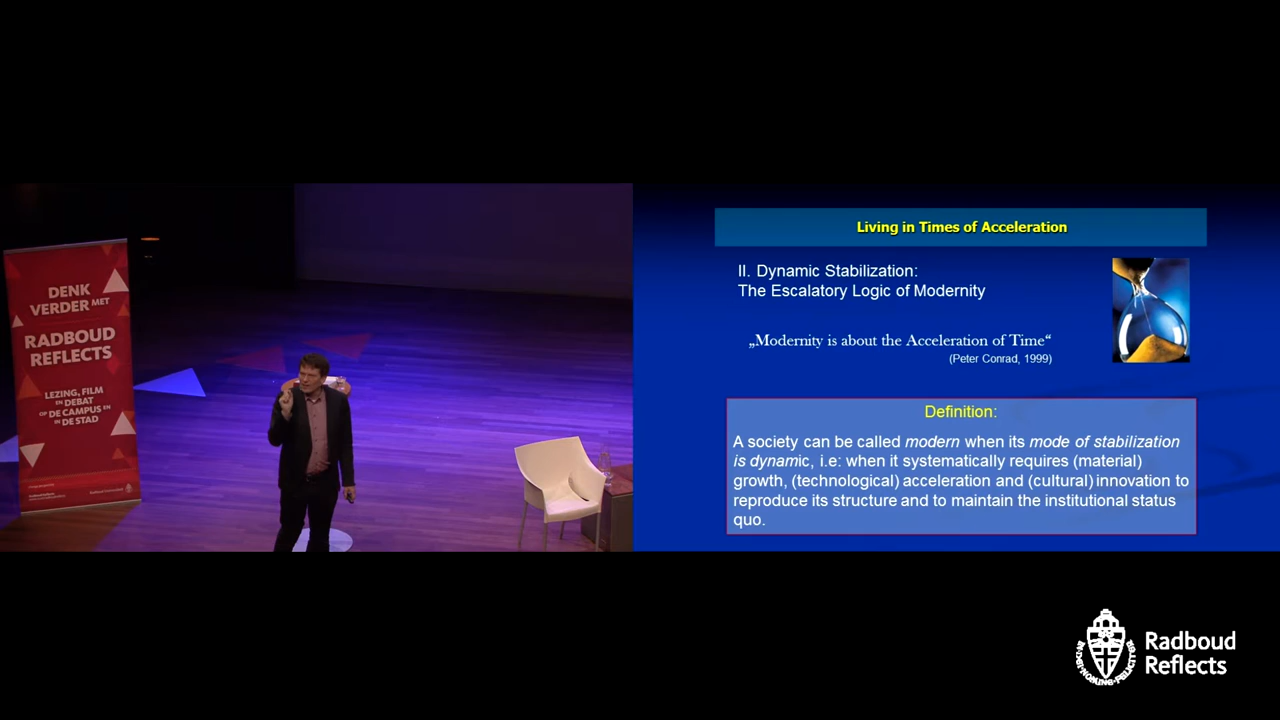 DENK
VERDER MET
RADBOUD
REFLECTS
LEZING, FILM
EN DEBAT
OP DE CAMPUS EN
IN DE STAD
Living in Times of Acceleration
II. Dynamic Stabilization:
The Escalatory Logic of Modernity
„Modernity is about the Acceleration of Time“
(Peter Conrad, 1999)
Definition:
A society can be called modern when its mode of stabilization
is dynamic, i.e: when it systematically requires (material)
growth, (technological) acceleration and (cultural) innovation to
reproduce its structure and to maintain the institutional status
quo.
Radboud
Reflects